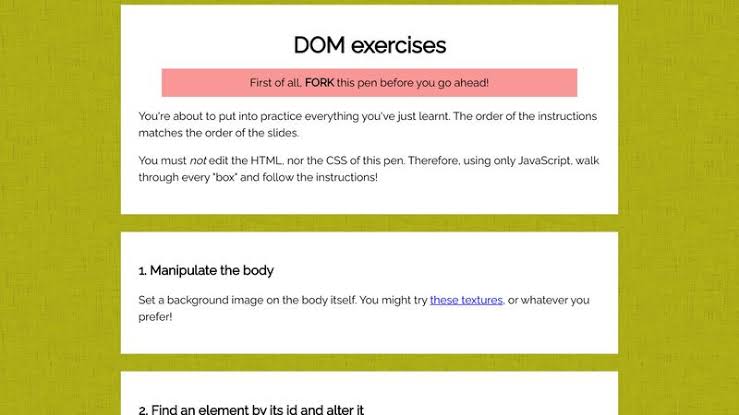 DOM exercises
First of all, FORK this pen before you go ahead!
You're about to put into practice everything you've just learnt. The order of the instructions
matches the order of the slides.
You must not edit the HTML, nor the CSS of this pen. Therefore, using only JavaScript, walk
through every "box" and follow the instructions!
1. Manipulate the body
Set a background image on the body itself. You might try these textures, or whatever you
prefer!
2. Find an element by its id and alter it